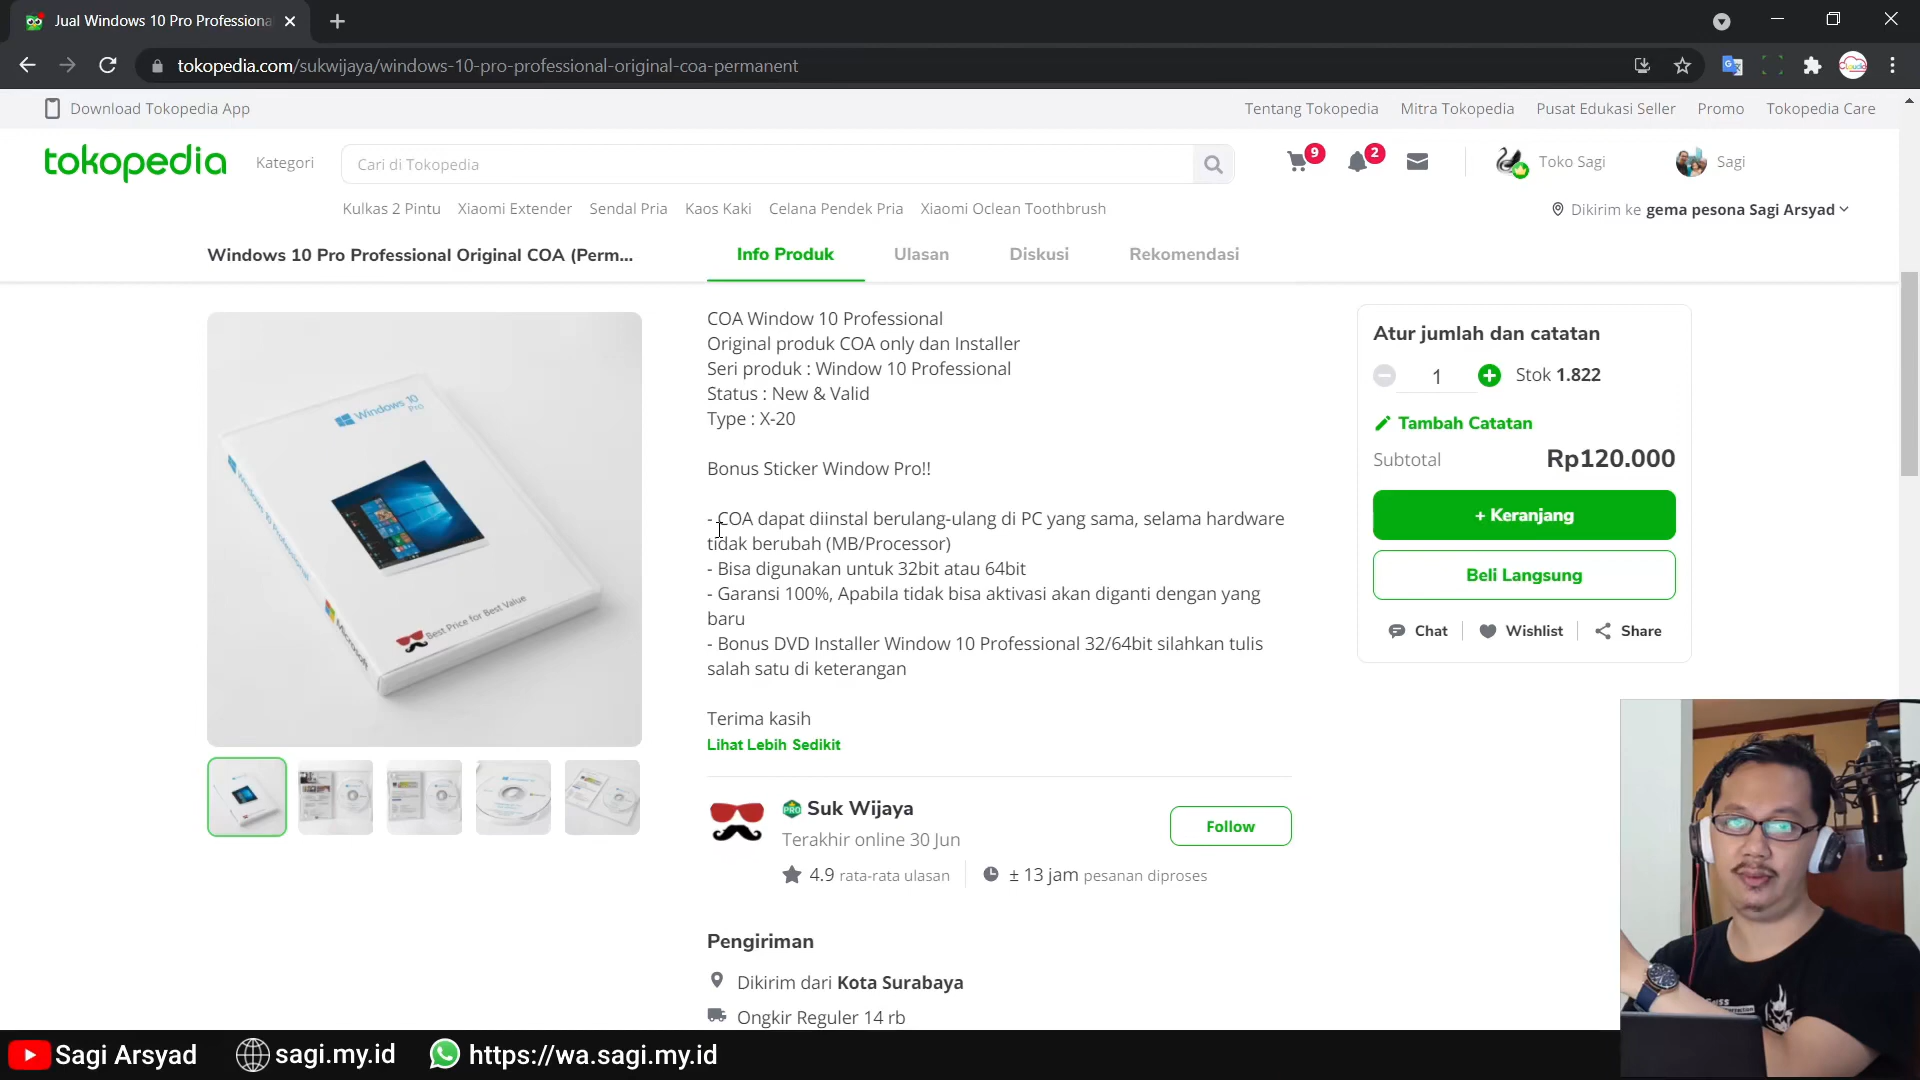 Jual Windows 10 Pro Professiona
tokopedia.com/sukwijaya/windows-10-pro-professional-original-coa-permanent
Download Tokopedia App
Tentang Tokopedia
Mitra Tokopedia
Pusat Edukasi Seller
Promo
Tokopedia Care
tokopedia
Kategori
Cari di Tokopedia
9
2
Toko Sagi
Sagi
Kulkas 2 Pintu
Xiaomi Extender
Sendal Pria
Kaos Kaki
Celana Pendek Pria
Xiaomi Oclean Toothbrush
Dikirim ke gema pesona Sagi Arsyad
Windows 10 Pro Professional Original COA (Perm...
Info Produk
Ulasan
Diskusi
Rekomendasi
Windows 10
Pro
Windows 10 Professional
Microsoft
Best Price for Best Value
COA Window 10 Professional
Original produk COA only dan Installer
Seri produk : Window 10 Professional
Status : New & Valid
Type : X-20
Bonus Sticker Window Pro!!
- COA dapat diinstal berulang-ulang di PC yang sama, selama hardware
tidak berubah (MB/Processor)
- Bisa digunakan untuk 32bit atau 64bit
- Garansi 100%, Apabila tidak bisa aktivasi akan diganti dengan yang
baru
- Bonus DVD Installer Window 10 Professional 32/64bit silahkan tulis
salah satu di keterangan
Terima kasih
Lihat Lebih Sedikit
PRO Suk Wijaya
Terakhir online 30 Jun
Follow
4.9 rata-rata ulasan
± 13 jam pesanan diproses
Pengiriman
Dikirim dari Kota Surabaya
Ongkir Reguler 14 rb
Atur jumlah dan catatan
1
Stok 1.822
Tambah Catatan
Subtotal
Rp120.000
+ Keranjang
Beli Langsung
Chat
Wishlist
Share
Sagi Arsyad
sagi.my.id
https://wa.sagi.my.id